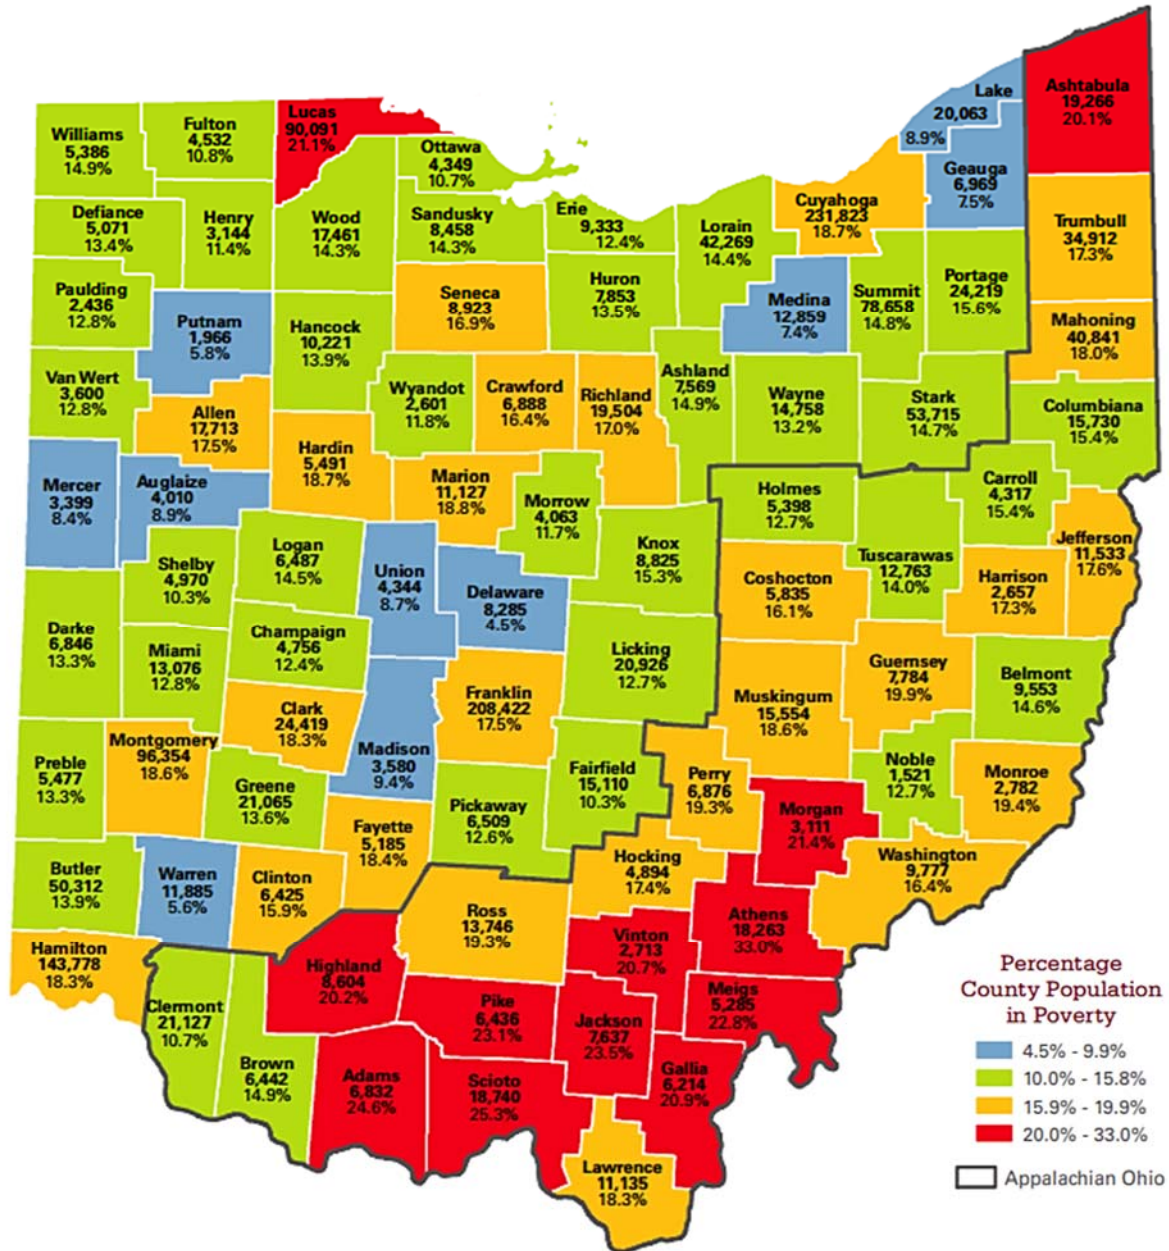 Lake
20,063
8.9%
Ashtabula
19,266
20.1%
Williams
5,386
14.9%
Fulton
4,532
10.8%
Lucas
90,091
21.1%
Ottawa
4,349
10.7%
Geauga
6,969
7.5%
Defiance
5,071
13.4%
Henry
3,144
11.4%
Wood
17,461
14.3%
Sandusky
8,458
14.3%
Erie
9,333
12.4%
Lorain
42,269
14.4%
Cuyahoga
231,823
18.7%
Trumbull
34,912
17.3%
Paulding
2,436
12.8%
Putnam
1,966
5.8%
Hancock
10,221
13.9%
Seneca
8,923
16.9%
Huron
7,853
13.5%
Medina
12,859
7.4%
Summit
78,658
14.8%
Portage
24,219
15.6%
Mahoning
40,841
18.0%
Van Wert
3,600
12.8%
Allen
17,713
17.5%
Wyandot
2,601
11.8%
Crawford
6,888
16.4%
Richland
19,504
17.0%
Ashland
7,569
14.9%
Wayne
14,758
13.2%
Stark
53,715
14.7%
Columbiana
15,730
15.4%
Mercer
3,399
8.4%
Auglaize
4,010
8.9%
Hardin
5,491
18.7%
Marion
11,127
18.8%
Morrow
4,063
11.7%
Holmes
5,398
12.7%
Carroll
4,317
15.4%
Shelby
4,970
10.3%
Logan
6,487
14.5%
Union
4,344
8.7%
Delaware
8,285
4.5%
Knox
8,825
15.3%
Coshocton
5,835
16.1%
Tuscarawas
12,763
14.0%
Harrison
2,657
17.3%
Jefferson
11,533
17.6%
Darke
6,846
13.3%
Miami
13,076
12.8%
Champaign
4,756
12.4%
Licking
20,926
12.7%
Guernsey
7,784
19.9%
Belmont
9,553
14.6%
Clark
24,419
18.3%
Franklin
208,422
17.5%
Muskingum
15,554
18.6%
Preble
5,477
13.3%
Montgomery
96,354
18.6%
Greene
21,065
13.6%
Madison
3,580
9.4%
Pickaway
6,509
12.6%
Fairfield
15,110
10.3%
Perry
6,876
19.3%
Morgan
3,111
21.4%
Noble
1,521
12.7%
Monroe
2,782
19.4%
Butler
50,312
13.9%
Warren
11,885
5.6%
Clinton
6,425
15.9%
Fayette
5,185
18.4%
Ross
13,746
19.3%
Hocking
4,894
17.4%
Athens
18,263
33.0%
Washington
9,777
16.4%
Hamilton
143,778
18.3%
Clermont
21,127
10.7%
Highland
8,604
20.2%
Pike
6,436
23.1%
Vinton
2,713
20.7%
Jackson
7,637
23.5%
Meigs
5,285
22.8%
Brown
6,442
14.9%
Adams
6,832
24.6%
Scioto
18,740
25.3%
Gallia
6,214
20.9%
Lawrence
11,135
18.3%
Percentage
County Population
in Poverty
4.5% - 9.9%
10.0% - 15.8%
15.9% - 19.9%
20.0% - 33.0%
Appalachian Ohio